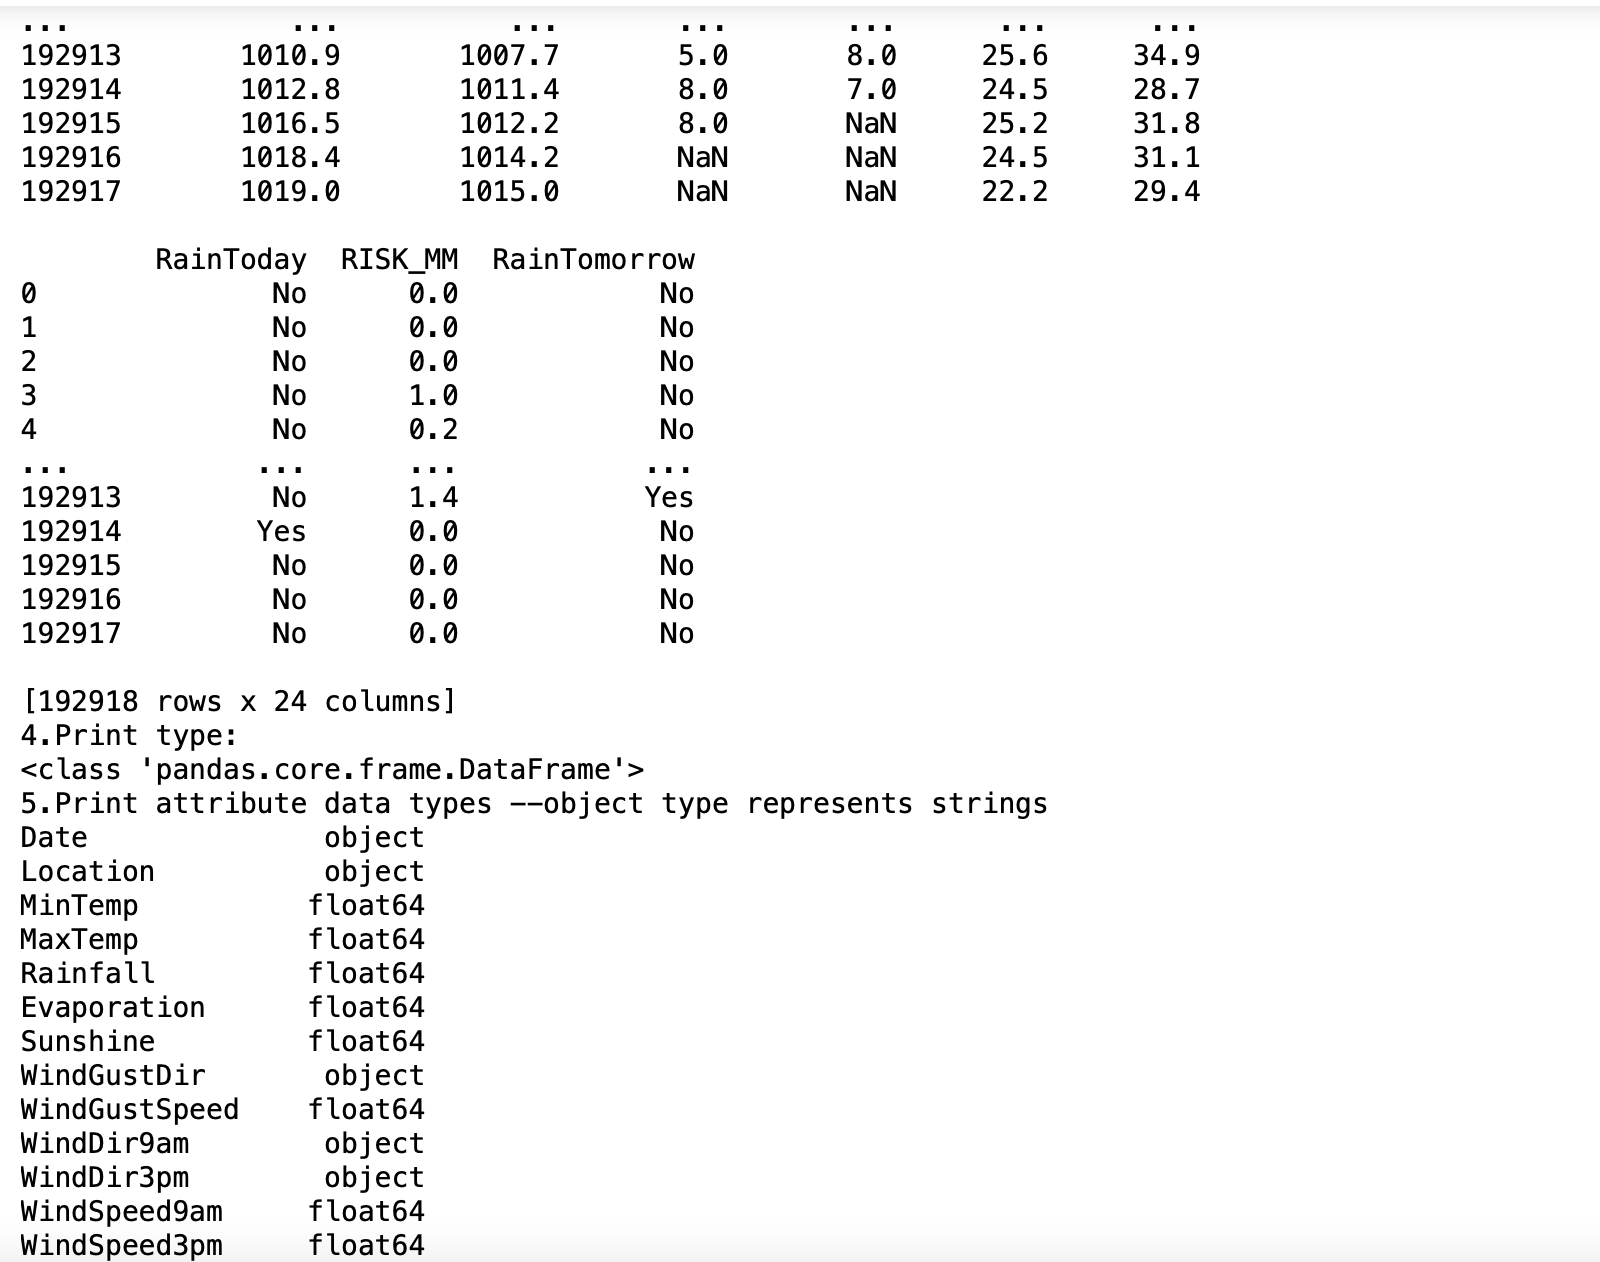 ...               ...          ...       ...       ...      ...      ...
192913       1010.9       1007.7       5.0       8.0     25.6     34.9
192914       1012.8       1011.4       8.0       7.0     24.5     28.7
192915       1016.5       1012.2       8.0       NaN     25.2     31.8
192916       1018.4       1014.2       NaN       NaN     24.5     31.1
192917       1019.0       1015.0       NaN       NaN     22.2     29.4
        RainToday  RISK_MM  RainTomorrow
0              No      0.0            No
1              No      0.0            No
2              No      0.0            No
3              No      1.0            No
4              No      0.2            No
...           ...      ...           ...
192913         No      1.4           Yes
192914        Yes      0.0            No
192915         No      0.0            No
192916         No      0.0            No
192917         No      0.0            No
[192918 rows x 24 columns]
4.Print type:
<class 'pandas.core.frame.DataFrame'>
5.Print attribute data types --object type represents strings
Date              object
Location          object
MinTemp          float64
MaxTemp          float64
Rainfall         float64
Evaporation      float64
Sunshine         float64
WindGustDir       object
WindGustSpeed    float64
WindDir9am        object
WindDir3pm        object
WindSpeed9am     float64
WindSpeed3pm     float64